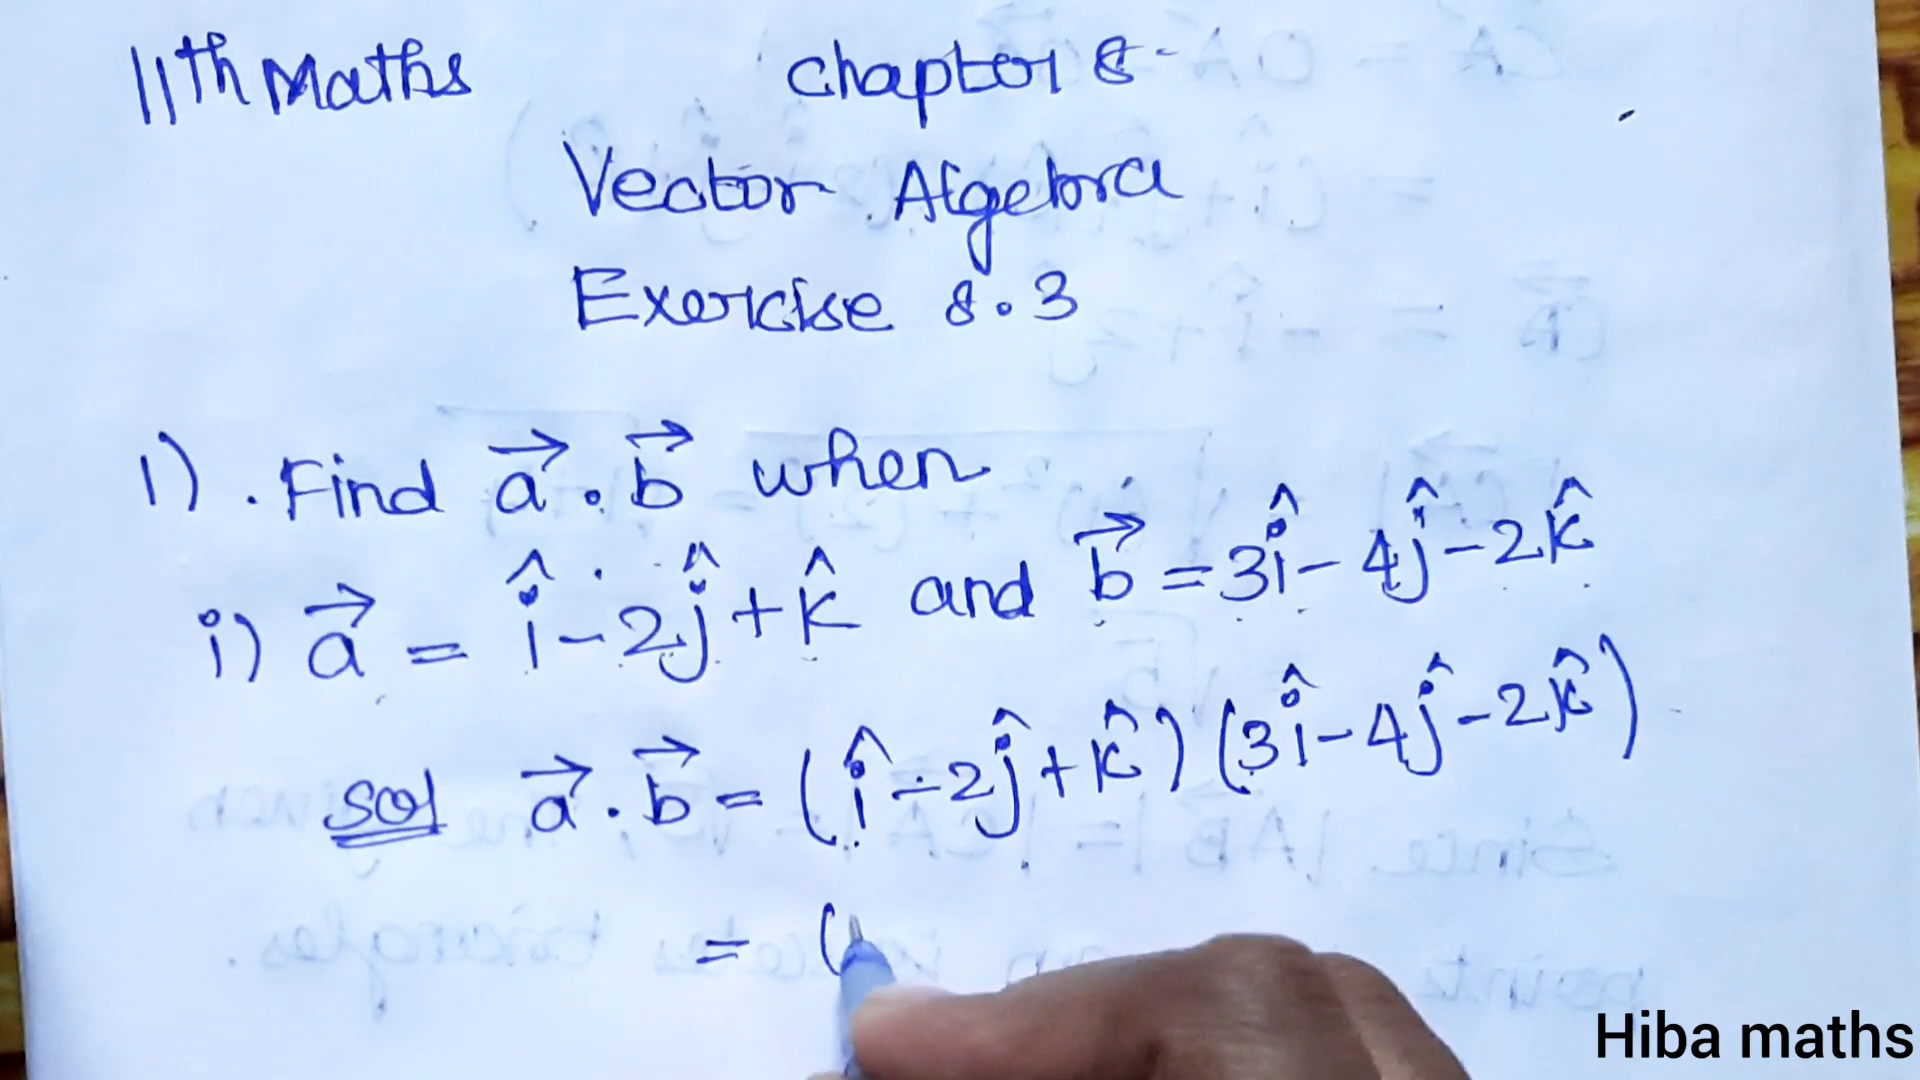 11th Maths Chapter 8
Vector Algebra
Exercise 8.3
1). Find a⃗ . b⃗ when
i) a⃗ = î - 2ĵ + k̂ and b⃗ = 3î - 4ĵ - 2k̂
Sol a⃗ . b⃗ = (î - 2ĵ + k̂) (3î - 4ĵ - 2k̂)
= (
Hiba maths